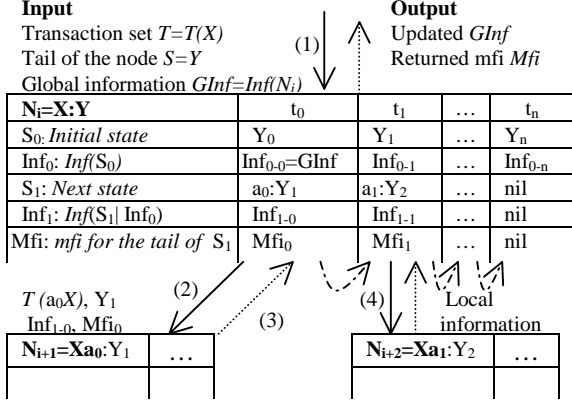 Input Output
Transaction set T=T(X) Updated GInf
Tail of the node S=Y (1) Returned mfi Mfi
Global information GInf=Inf(Nᵢ)
Nᵢ=X:Y t₀ t₁ … tₙ
S₀: Initial state Y₀ Y₁ … Yₙ
Inf₀: Inf(S₀) Inf₀₋₀=GInf Inf₀₋₁ … Inf₀₋ₙ
S₁: Next state a₀:Y₁ a₁:Y₂ … nil
Inf₁: Inf(S₁| Inf₀) Inf₁₋₀ Inf₁₋₁ … nil
Mfi: mfi for the tail of S₁ Mfi₀ Mfi₁ … nil
T (a₀X), Y₁ (2) (4) Local
Inf₁₋₀, Mfi₀ (3) information
Nᵢ₊₁=Xa₀:Y₁ … Nᵢ₊₂=Xa₁:Y₂ …